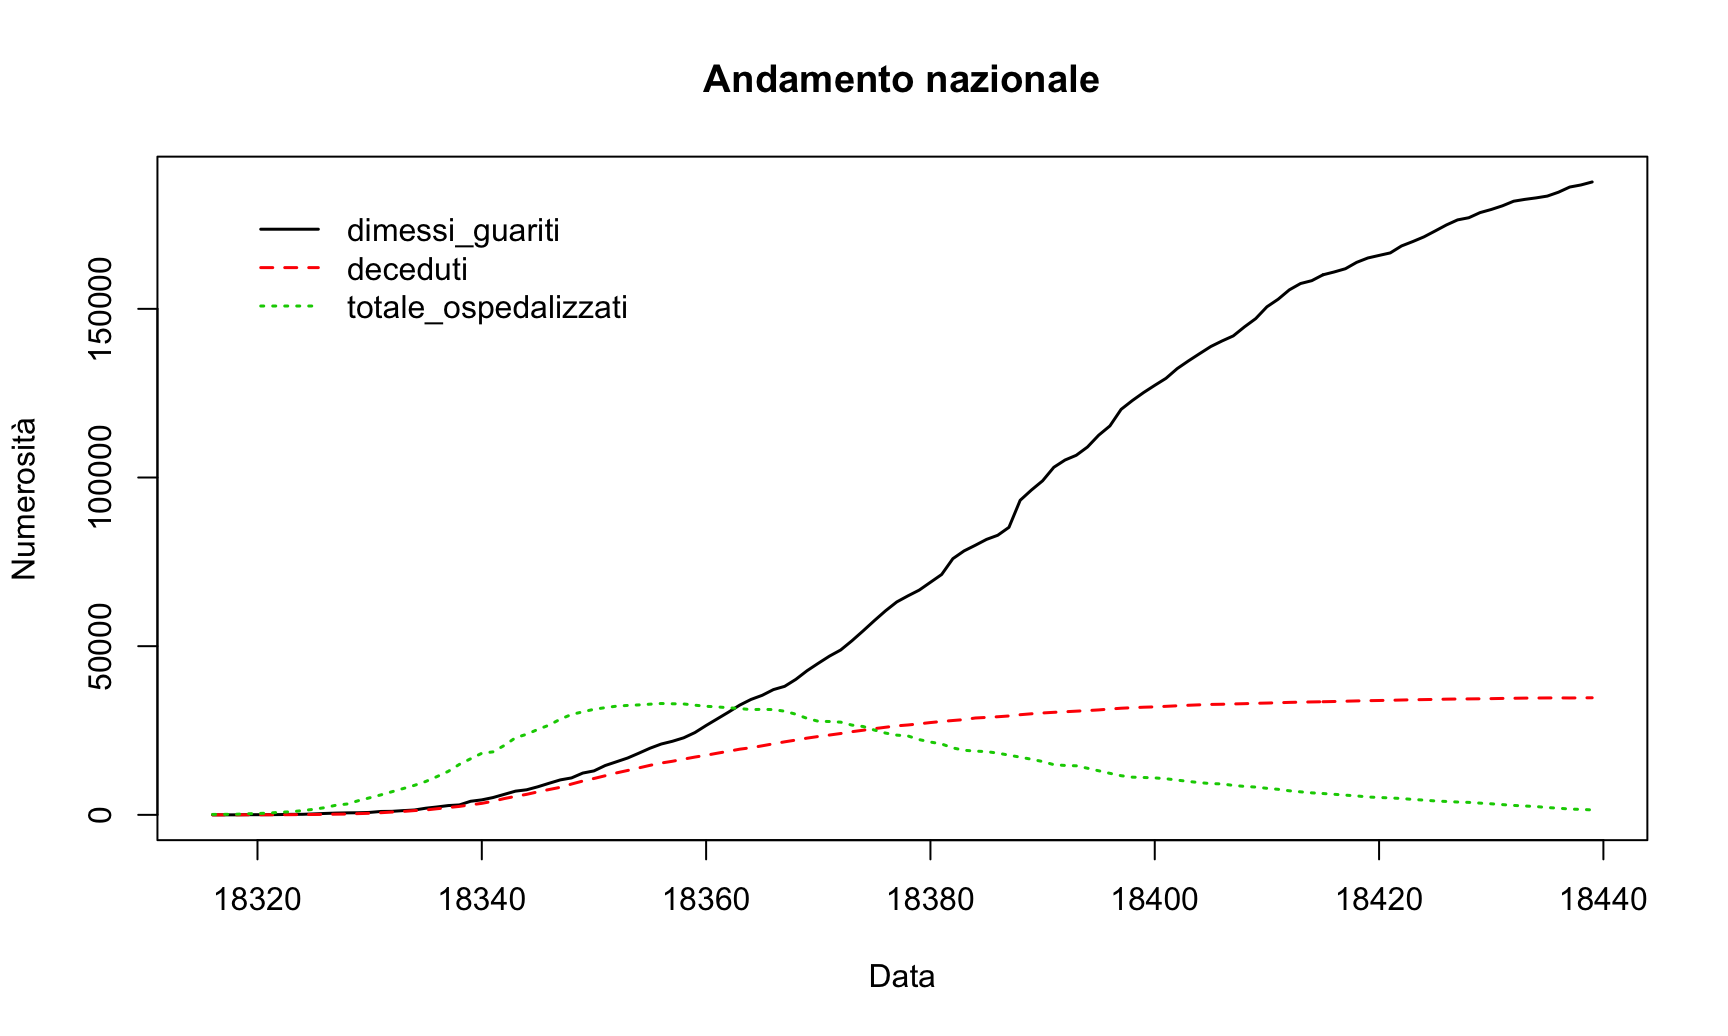 Andamento nazionale
dimessi_guariti
deceduti
totale_ospedalizzati
Numerosità
150000
100000
50000
0
18320 18340 18360 18380 18400 18420 18440
Data